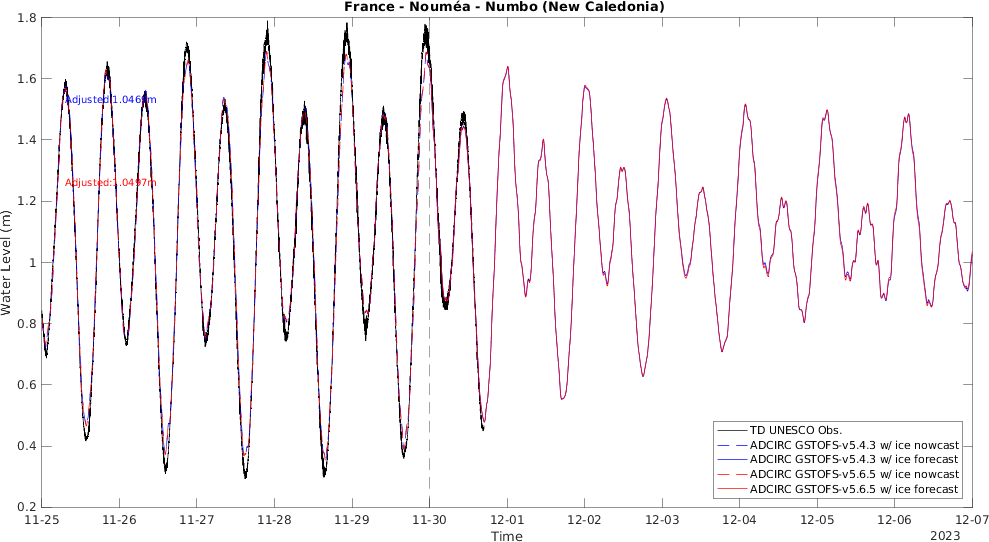 France - Nouméa - Numbo (New Caledonia)
1.8
1.6
1.4
1.2
1
0.8
0.6
0.4
0.2
Water Level (m)
Adjusted:1.0497m
TD UNESCO Obs.
ADCIRC GSTOFS-v5.4.3 w/ ice nowcast
ADCIRC GSTOFS-v5.4.3 w/ ice forecast
ADCIRC GSTOFS-v5.6.5 w/ ice nowcast
ADCIRC GSTOFS-v5.6.5 w/ ice forecast
11-25 11-26 11-27 11-28 11-29 11-30 12-01 12-02 12-03 12-04 12-05 12-06 12-07
Time
2023